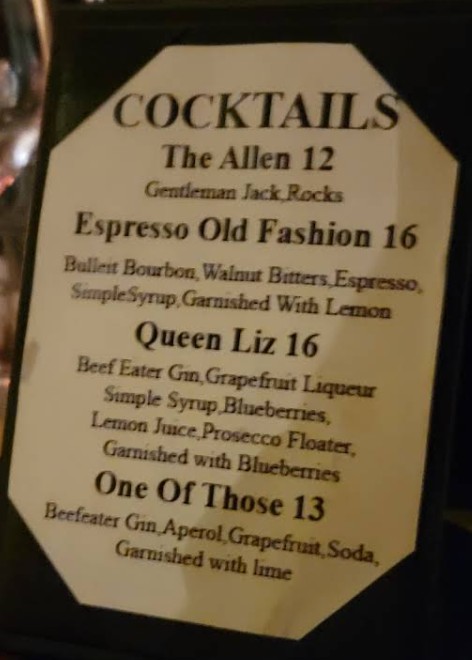 COCKTAILS
The Allen 12
Gentleman Jack,Rocks
Espresso Old Fashion 16
Bulleit Bourbon,Walnut Bitters,Espresso,
SimpleSyrup,Garnished With Lemon
Queen Liz 16
Beef Eater Gin,Grapefruit Liqueur
Simple Syrup,Blueberries,
Lemon Juice,Prosecco Floater,
Garnished with Blueberries
One Of Those 13
Beefeater Gin,Aperol,Grapefruit,Soda,
Garnished with lime